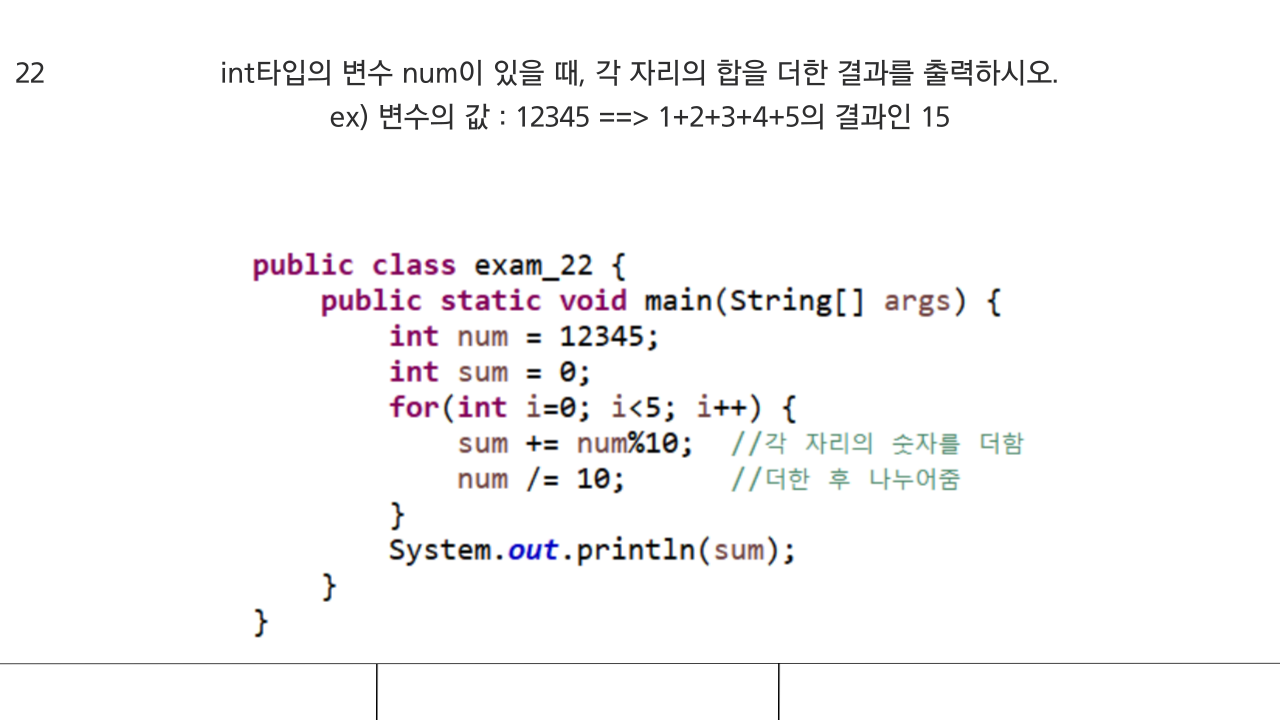 22
int타입의 변수 num이 있을 때, 각 자리의 합을 더한 결과를 출력하시오.
ex) 변수의 값 : 12345 ==> 1+2+3+4+5의 결과인 15
public class exam_22 {
    public static void main(String[] args) {
        int num = 12345;
        int sum = 0;
        for(int i=0; i<5; i++) {
            sum += num%10;  //각 자리의 숫자를 더함
            num /= 10;      //더한 후 나누어줌
        }
        System.out.println(sum);
    }
}